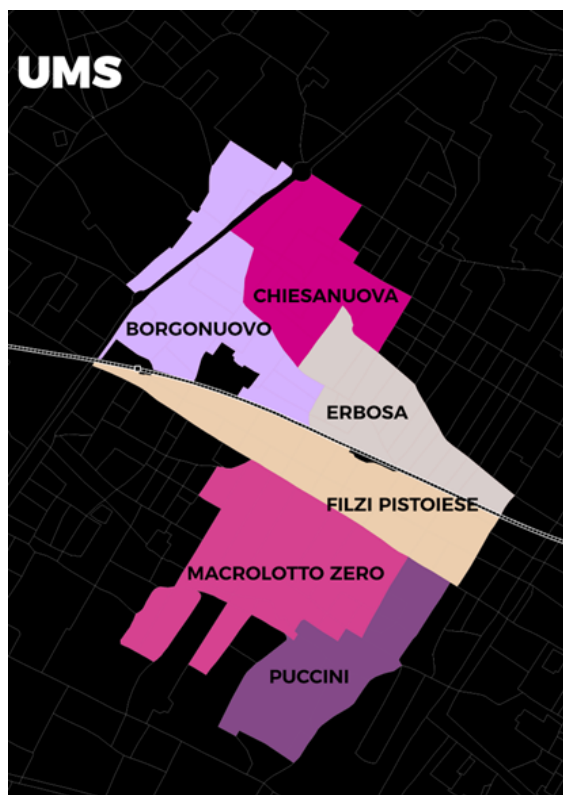 UMS
CHIESANUOVA
BORGONUOVO
ERBOSA
FILZI PISTOIESE
MACROLOTTO ZERO
PUCCINI